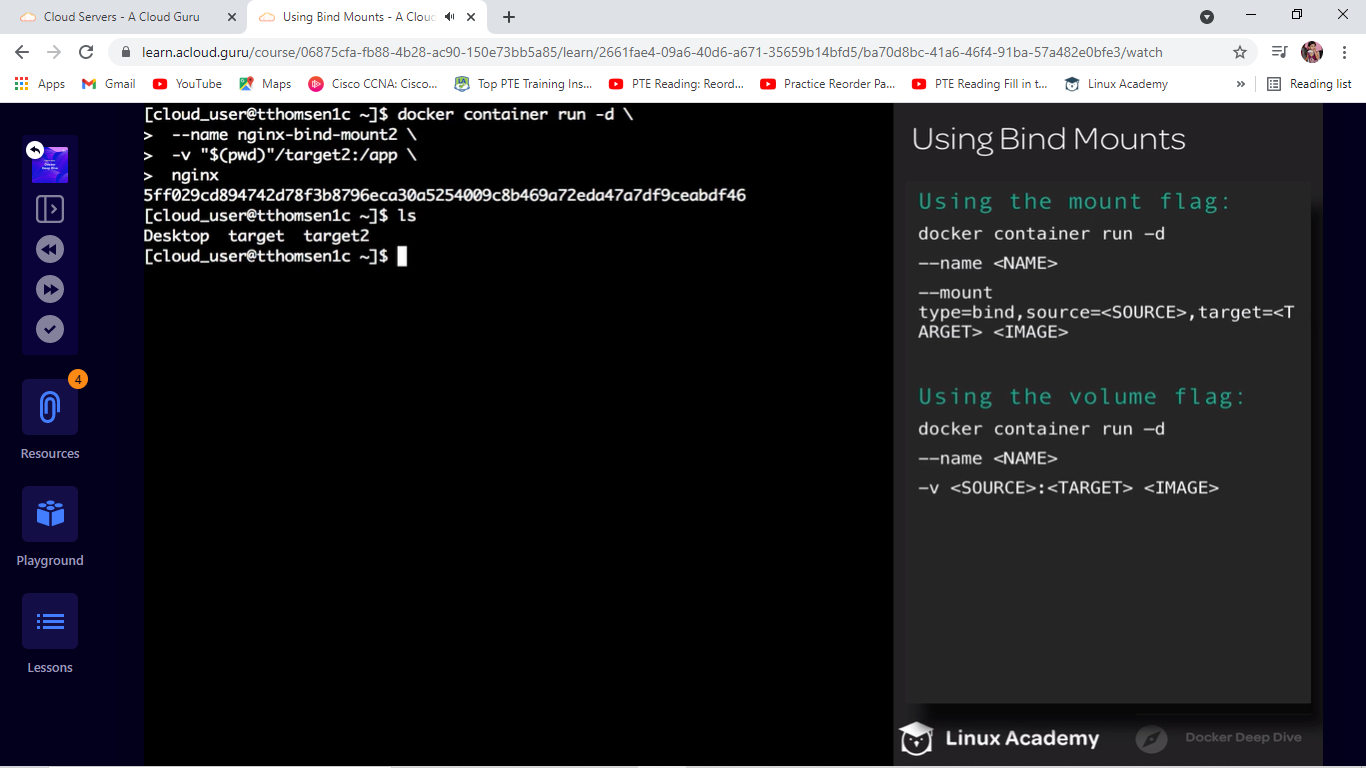 Cloud Servers - A Cloud Guru
Using Bind Mounts - A Cloud
learn.acloud.guru/course/06875cfa-fb88-4b28-ac90-150e73bb5a85/learn/2661fae4-09a6-40d6-a671-35659b14bfd5/ba70d8bc-41a6-46f4-91ba-57a482e0bfe3/watch
Apps
Gmail
YouTube
Maps
Cisco CCNA: Cisco...
Top PTE Training Ins...
PTE Reading: Reord...
Practice Reorder Pa...
PTE Reading Fill in t...
Linux Academy
»
Reading list
Docker
Deep Dive
4
Resources
Playground
Lessons
[cloud_user@tthomsen1c ~]$ docker container run -d \
>  --name nginx-bind-mount2 \
>  -v "$(pwd)"/target2:/app \
>  nginx
5ff029cd894742d78f3b8796eca30a5254009c8b469a72eda47a7df9ceabdf46
[cloud_user@tthomsen1c ~]$ ls
Desktop  target  target2
[cloud_user@tthomsen1c ~]$
Using Bind Mounts
Using the mount flag:
docker container run –d
--name <NAME>
--mount
type=bind,source=<SOURCE>,target=<T
ARGET> <IMAGE>
Using the volume flag:
docker container run –d
--name <NAME>
-v <SOURCE>:<TARGET> <IMAGE>
Linux Academy
Docker Deep Dive